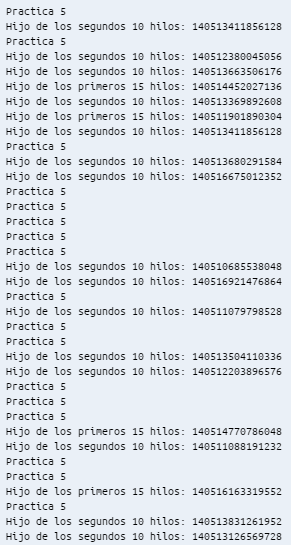 Practica 5
Hijo de los segundos 10 hilos: 140513411856128
Practica 5
Hijo de los segundos 10 hilos: 140512380045056
Hijo de los segundos 10 hilos: 140513663506176
Hijo de los primeros 15 hilos: 140514452027136
Hijo de los segundos 10 hilos: 140513369892608
Hijo de los primeros 15 hilos: 140511901890304
Hijo de los segundos 10 hilos: 140513411856128
Practica 5
Hijo de los segundos 10 hilos: 140513680291584
Hijo de los segundos 10 hilos: 140516675012352
Practica 5
Practica 5
Practica 5
Practica 5
Practica 5
Hijo de los segundos 10 hilos: 140510685538048
Hijo de los segundos 10 hilos: 140516921476864
Practica 5
Hijo de los segundos 10 hilos: 140511079798528
Practica 5
Practica 5
Hijo de los segundos 10 hilos: 140513504110336
Hijo de los segundos 10 hilos: 140512203896576
Practica 5
Practica 5
Practica 5
Hijo de los primeros 15 hilos: 140514770786048
Hijo de los segundos 10 hilos: 140511088191232
Practica 5
Practica 5
Hijo de los primeros 15 hilos: 140516163319552
Practica 5
Hijo de los segundos 10 hilos: 140513831261952
Hijo de los segundos 10 hilos: 140513126569728